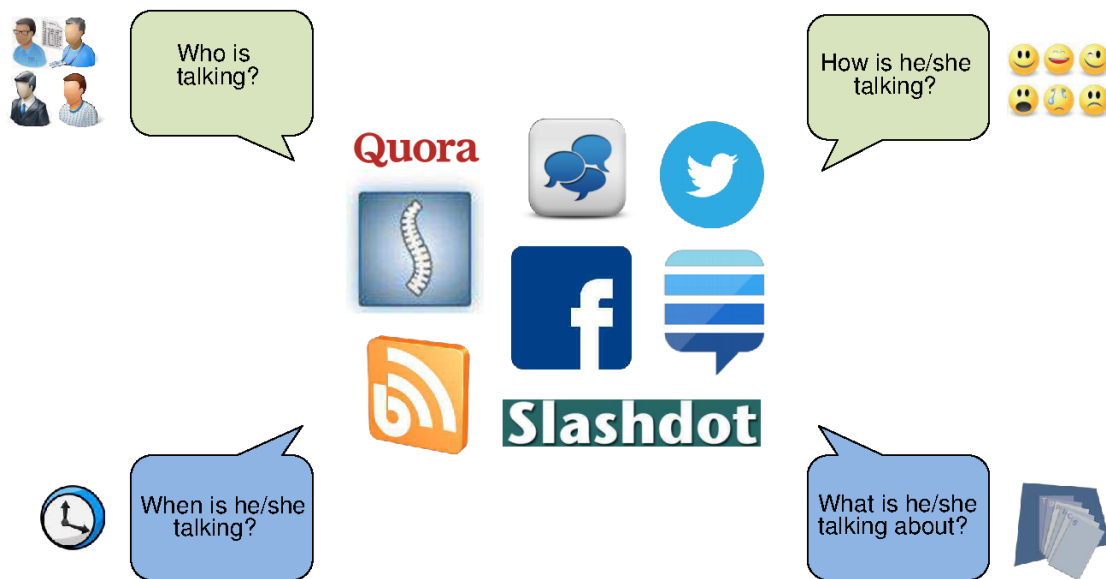 Who is
talking?
How is he/she
talking?
Quora
Slashdot
When is he/she
talking?
What is he/she
talking about?